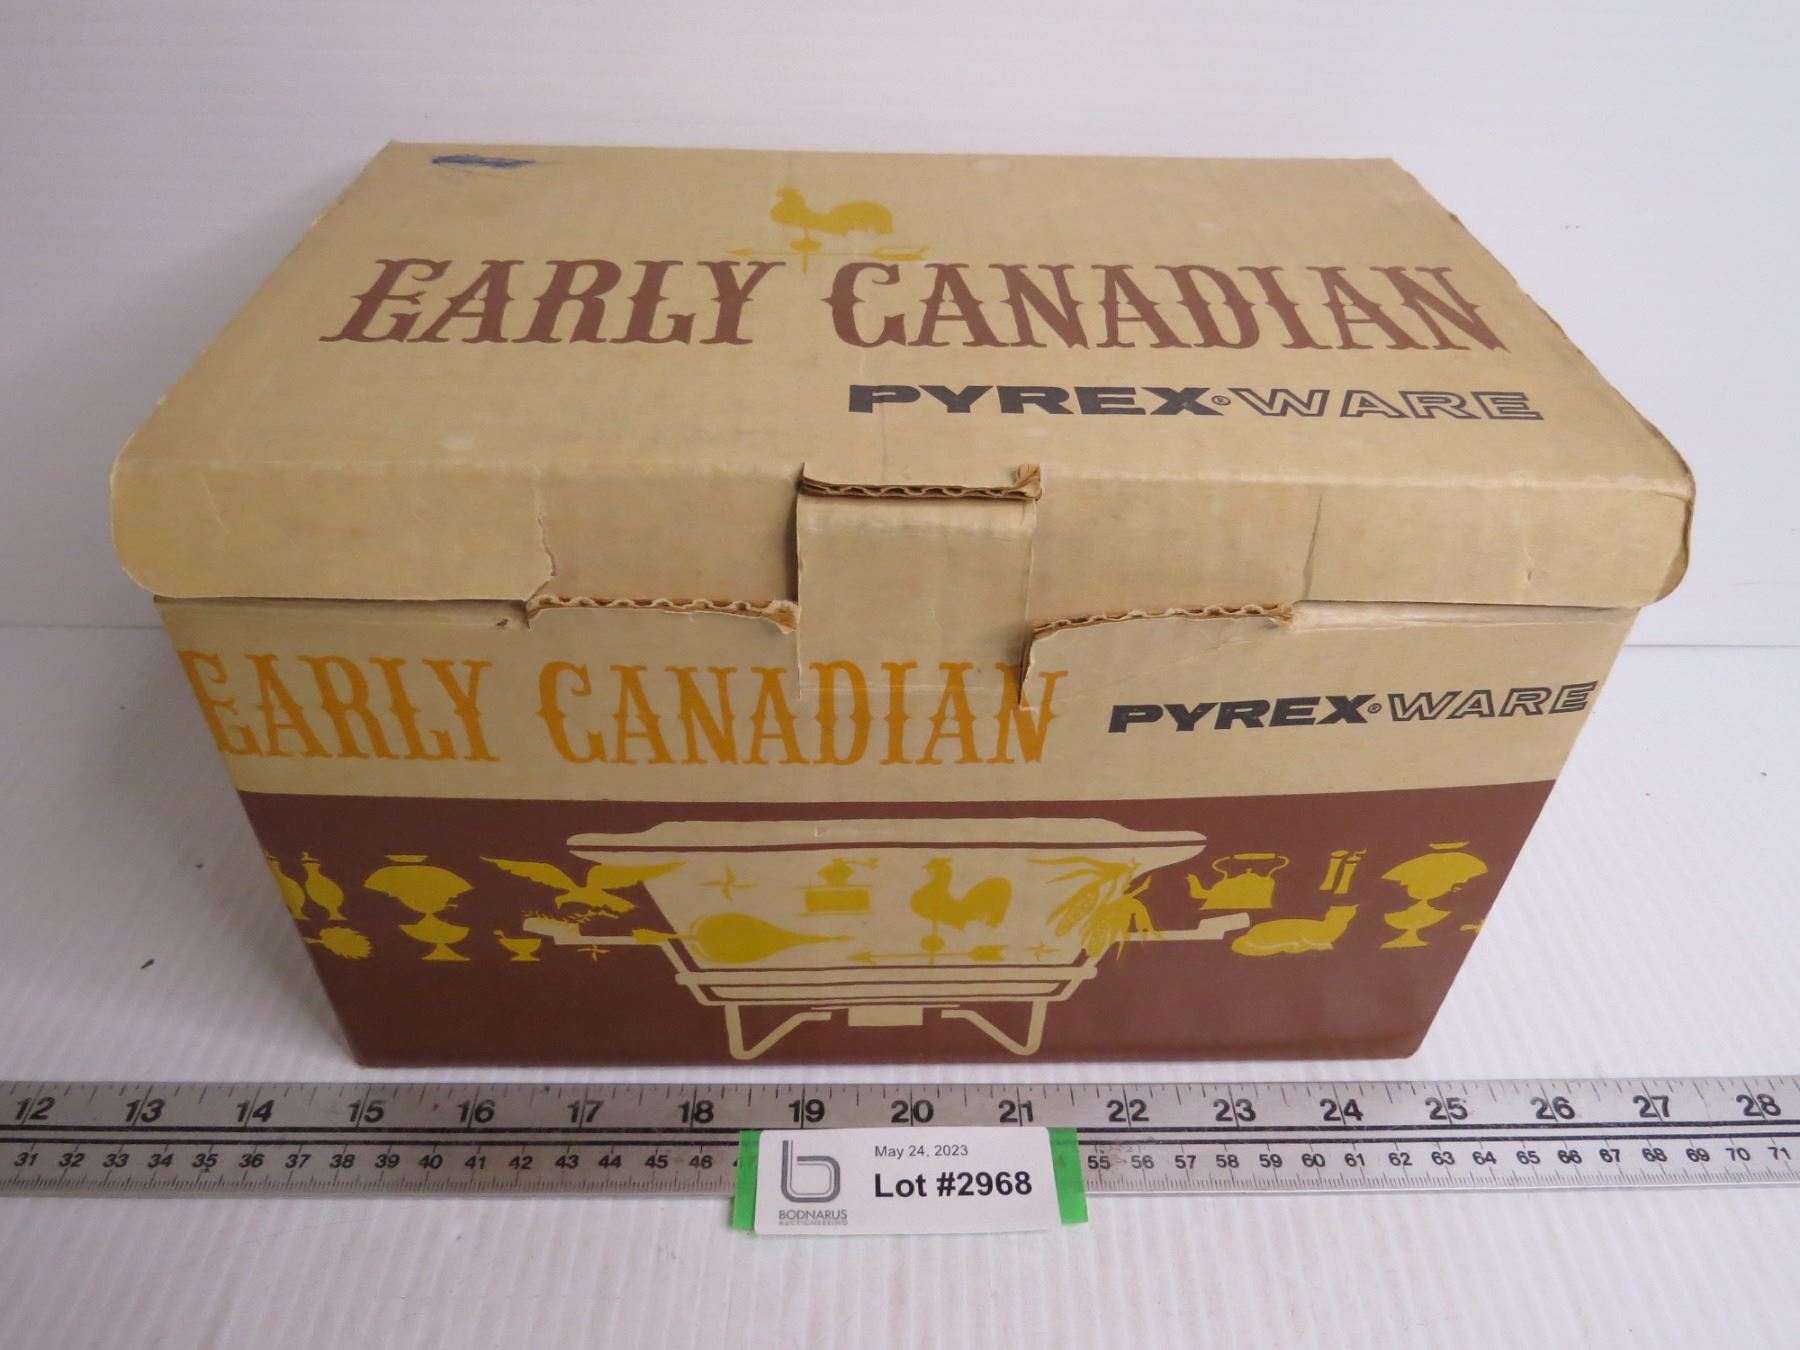 EARLY CANADIAN
PYREX® WARE
EARLY CANADIAN PYREX® WARE
12 13 14 15 16 17 18 19 20 21 22 23 24 25 26 27 28
31 32 33 34 35 36 37 38 39 40 41 42 43 44 45 46 55 56 57 58 59 60 61 62 63 64 65 66 67 68 69 70 71
May 24, 2023
Lot #2968
BODNARUS
AUCTIONEERING